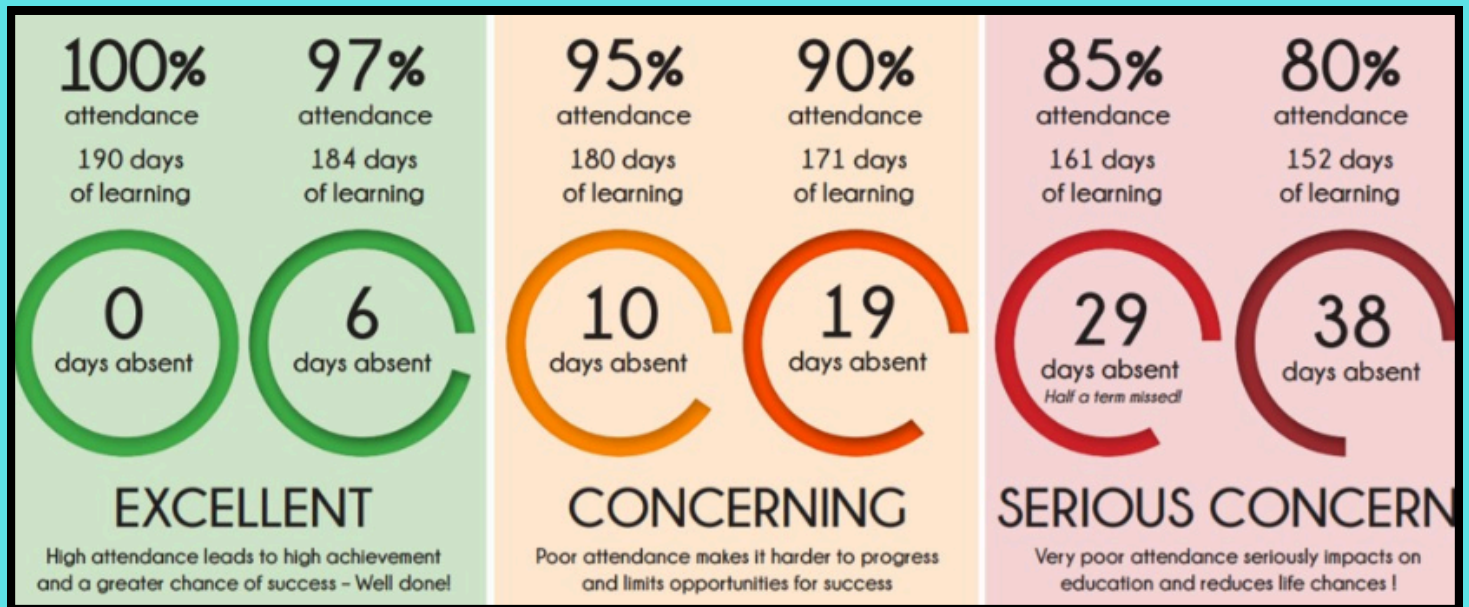 100%
attendance
190 days
of learning
0
days absent
97%
attendance
184 days
of learning
6
days absent
EXCELLENT
High attendance leads to high achievement
and a greater chance of success – Well done!
95%
attendance
180 days
of learning
10
days absent
90%
attendance
171 days
of learning
19
days absent
CONCERNING
Poor attendance makes it harder to progress
and limits opportunities for success
85%
attendance
161 days
of learning
29
days absent
Half a term missed!
80%
attendance
152 days
of learning
38
days absent
SERIOUS CONCERN
Very poor attendance seriously impacts on
education and reduces life chances !